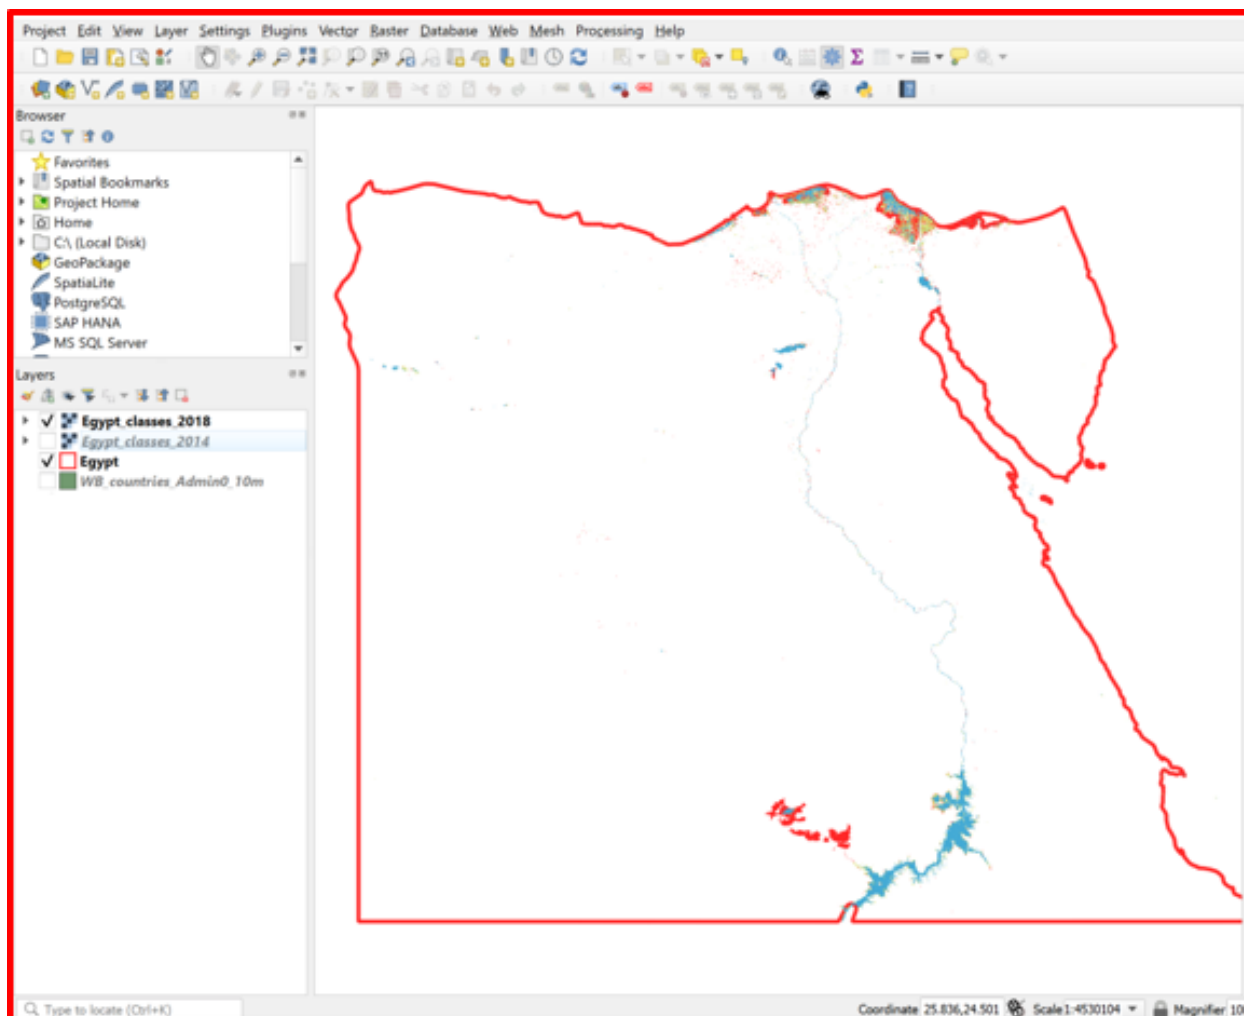 Project Edit View Layer Settings Plugins Vector Raster Database Web Mesh Processing Help
Browser
Favorites
Spatial Bookmarks
Project Home
Home
C:\ (Local Disk)
GeoPackage
SpatiaLite
PostgreSQL
SAP HANA
MS SQL Server
Layers
Egypt_classes_2018
Egypt_classes_2014
Egypt
WB_countries_Admin0_10m
Type to locate (Ctrl+K)
Coordinate 25.836,24.501 Scale 1:4530104 Magnifier 10